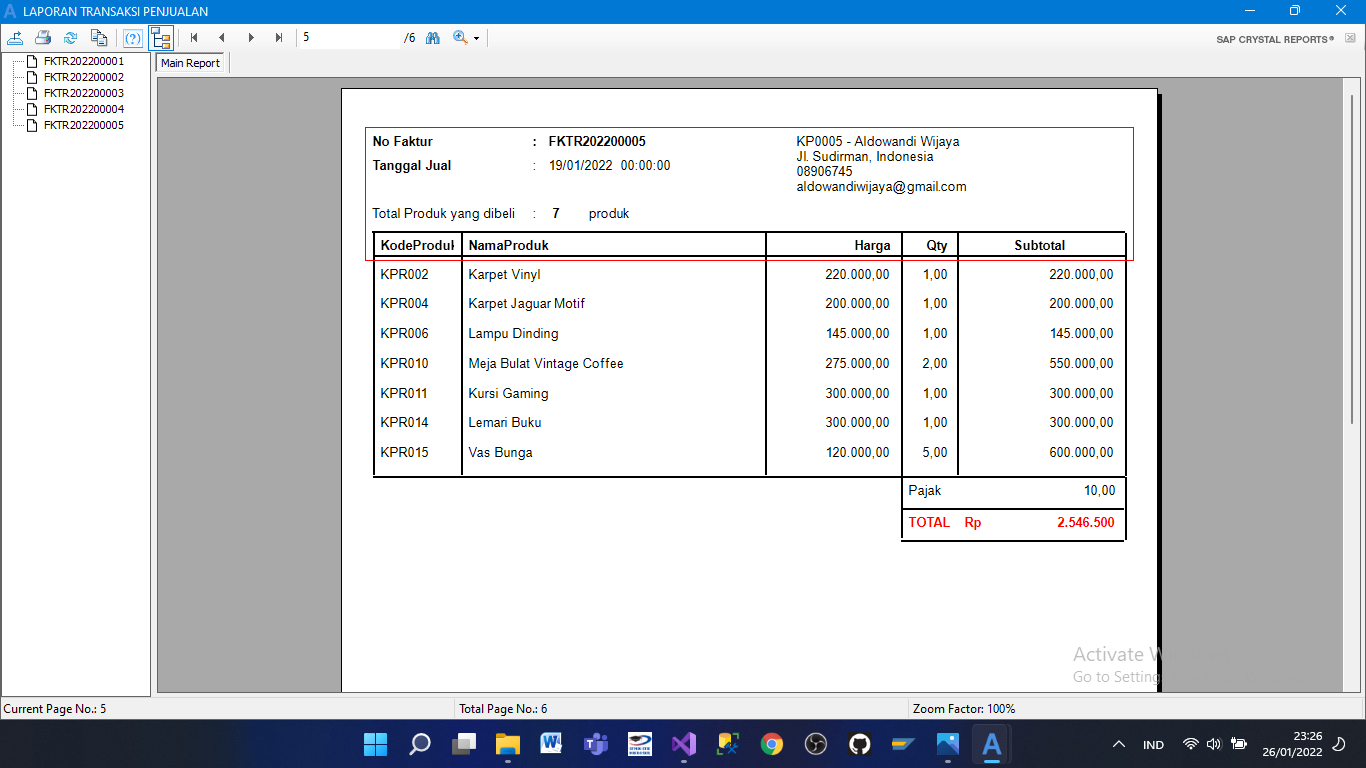 LAPORAN TRANSAKSI PENJUALAN
5 /6
SAP CRYSTAL REPORTS®
FKTR202200001
FKTR202200002
FKTR202200003
FKTR202200004
FKTR202200005
Main Report
No Faktur : FKTR202200005
Tanggal Jual : 19/01/2022 00:00:00
KP0005 - Aldowandi Wijaya
Jl. Sudirman, Indonesia
08906745
aldowandiwijaya@gmail.com
Total Produk yang dibeli : 7 produk
KodeProduk NamaProduk Harga Qty Subtotal
KPR002 Karpet Vinyl 220.000,00 1,00 220.000,00
KPR004 Karpet Jaguar Motif 200.000,00 1,00 200.000,00
KPR006 Lampu Dinding 145.000,00 1,00 145.000,00
KPR010 Meja Bulat Vintage Coffee 275.000,00 2,00 550.000,00
KPR011 Kursi Gaming 300.000,00 1,00 300.000,00
KPR014 Lemari Buku 300.000,00 1,00 300.000,00
KPR015 Vas Bunga 120.000,00 5,00 600.000,00
Pajak 10,00
TOTAL Rp 2.546.500
Activate W
Go to Setting
Current Page No.: 5 Total Page No.: 6 Zoom Factor: 100%
IND
23:26
26/01/2022